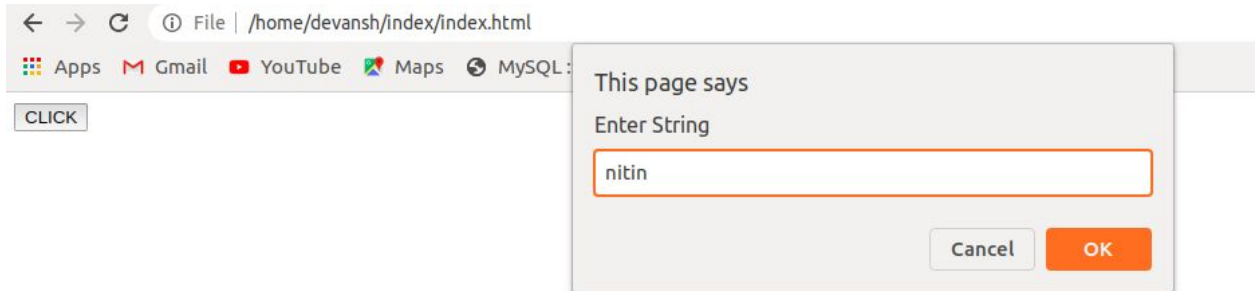 File | /home/devansh/index/index.html
Apps Gmail YouTube Maps MySQL :
This page says
CLICK
Enter String
nitin
Cancel OK